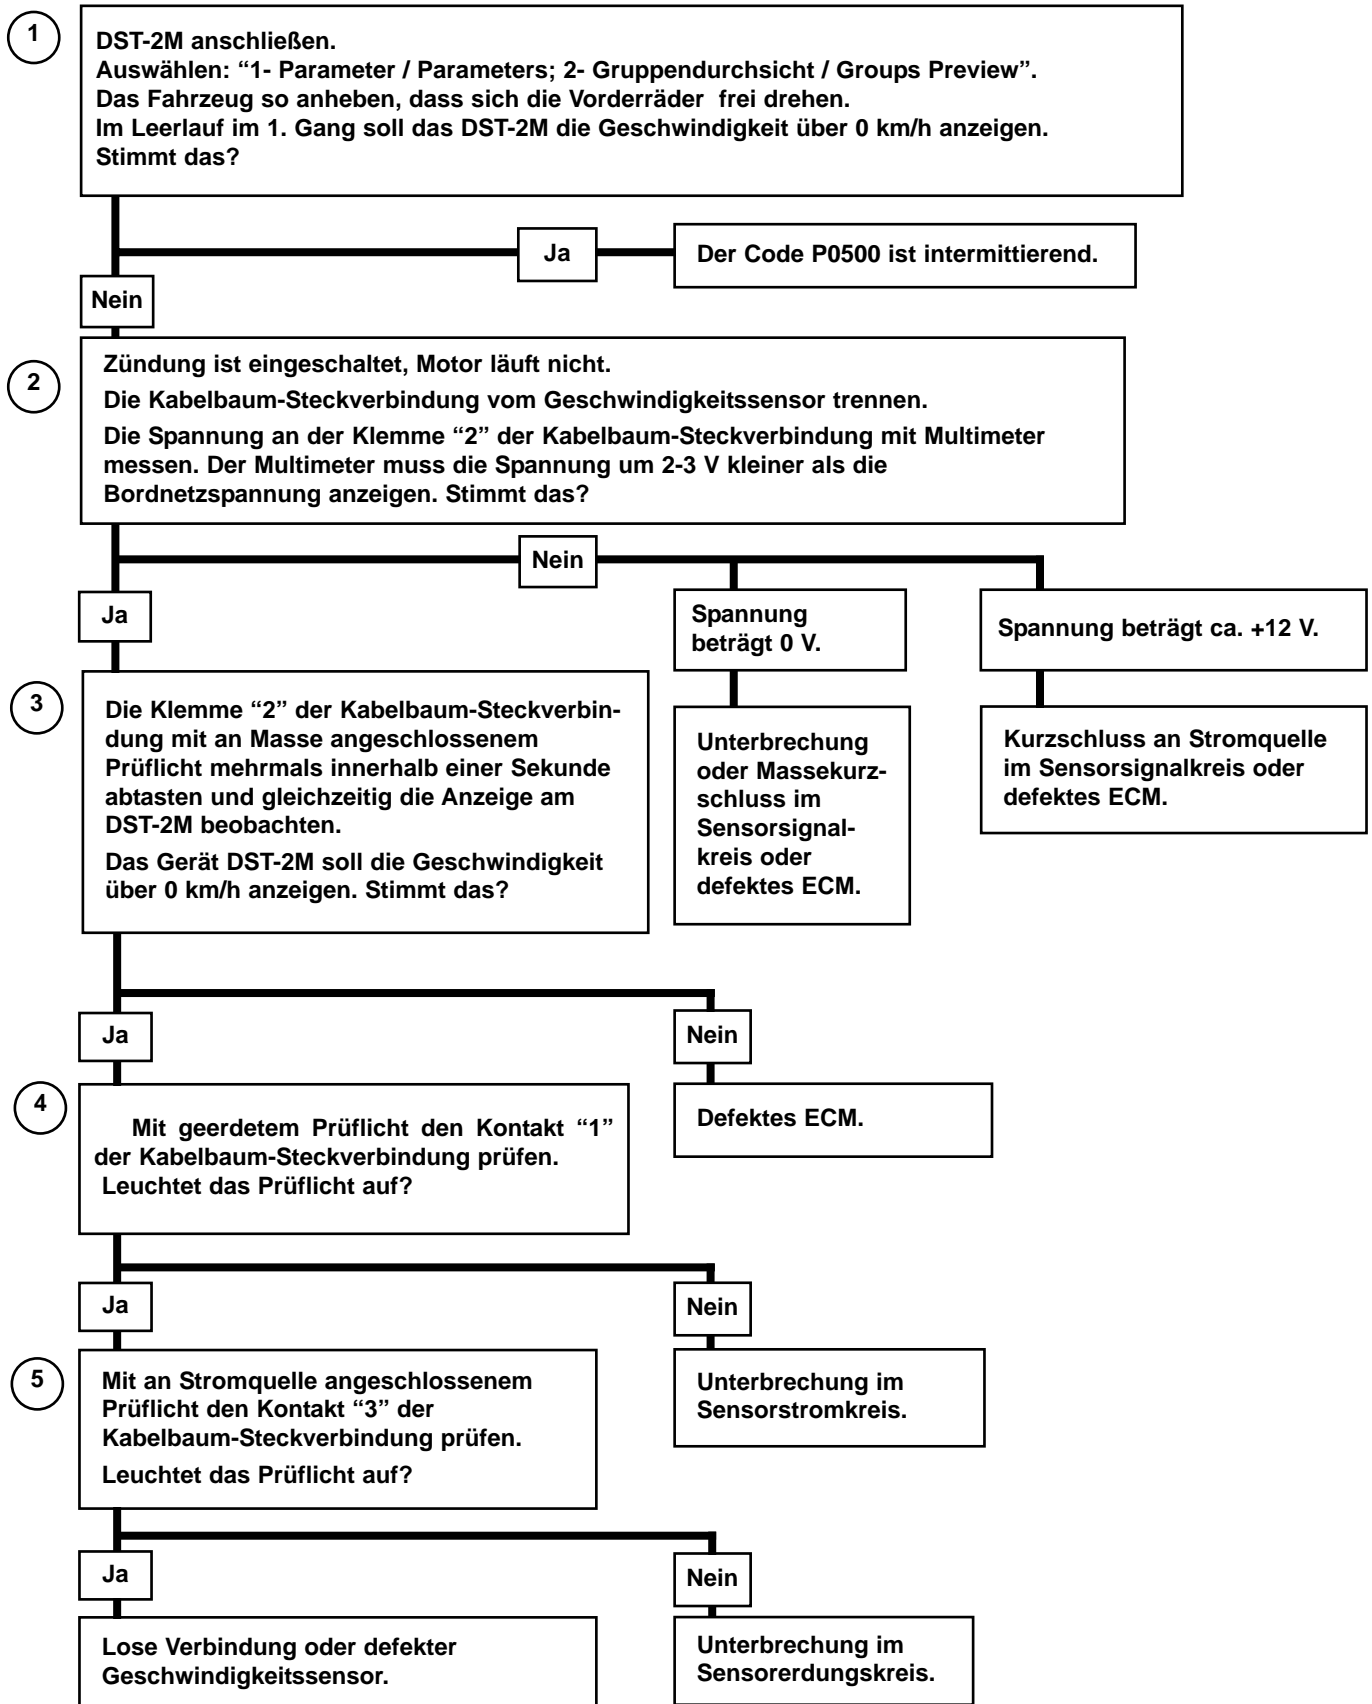 1
DST-2M anschließen.
Auswählen: “1- Parameter / Parameters; 2- Gruppendurchsicht / Groups Preview”.
Das Fahrzeug so anheben, dass sich die Vorderräder frei drehen.
Im Leerlauf im 1. Gang soll das DST-2M die Geschwindigkeit über 0 km/h anzeigen.
Stimmt das?
Ja
Der Code P0500 ist intermittierend.
Nein
2
Zündung ist eingeschaltet, Motor läuft nicht.
Die Kabelbaum-Steckverbindung vom Geschwindigkeitssensor trennen.
Die Spannung an der Klemme “2” der Kabelbaum-Steckverbindung mit Multimeter
messen. Der Multimeter muss die Spannung um 2-3 V kleiner als die
Bordnetzspannung anzeigen. Stimmt das?
Nein
Ja
Spannung
beträgt 0 V.
Spannung beträgt ca. +12 V.
3
Die Klemme “2” der Kabelbaum-Steckverbin-
dung mit an Masse angeschlossenem
Prüflicht mehrmals innerhalb einer Sekunde
abtasten und gleichzeitig die Anzeige am
DST-2M beobachten.
Das Gerät DST-2M soll die Geschwindigkeit
über 0 km/h anzeigen. Stimmt das?
Unterbrechung
oder Massekurz-
schluss im
Sensorsignal-
kreis oder
defektes ECM.
Kurzschluss an Stromquelle
im Sensorsignalkreis oder
defektes ECM.
Ja
Nein
4
Mit geerdetem Prüflicht den Kontakt “1”
der Kabelbaum-Steckverbindung prüfen.
Leuchtet das Prüflicht auf?
Defektes ECM.
Ja
Nein
5
Mit an Stromquelle angeschlossenem
Prüflicht den Kontakt “3” der
Kabelbaum-Steckverbindung prüfen.
Leuchtet das Prüflicht auf?
Unterbrechung im
Sensorstromkreis.
Ja
Nein
Lose Verbindung oder defekter
Geschwindigkeitssensor.
Unterbrechung im
Sensorerdungskreis.